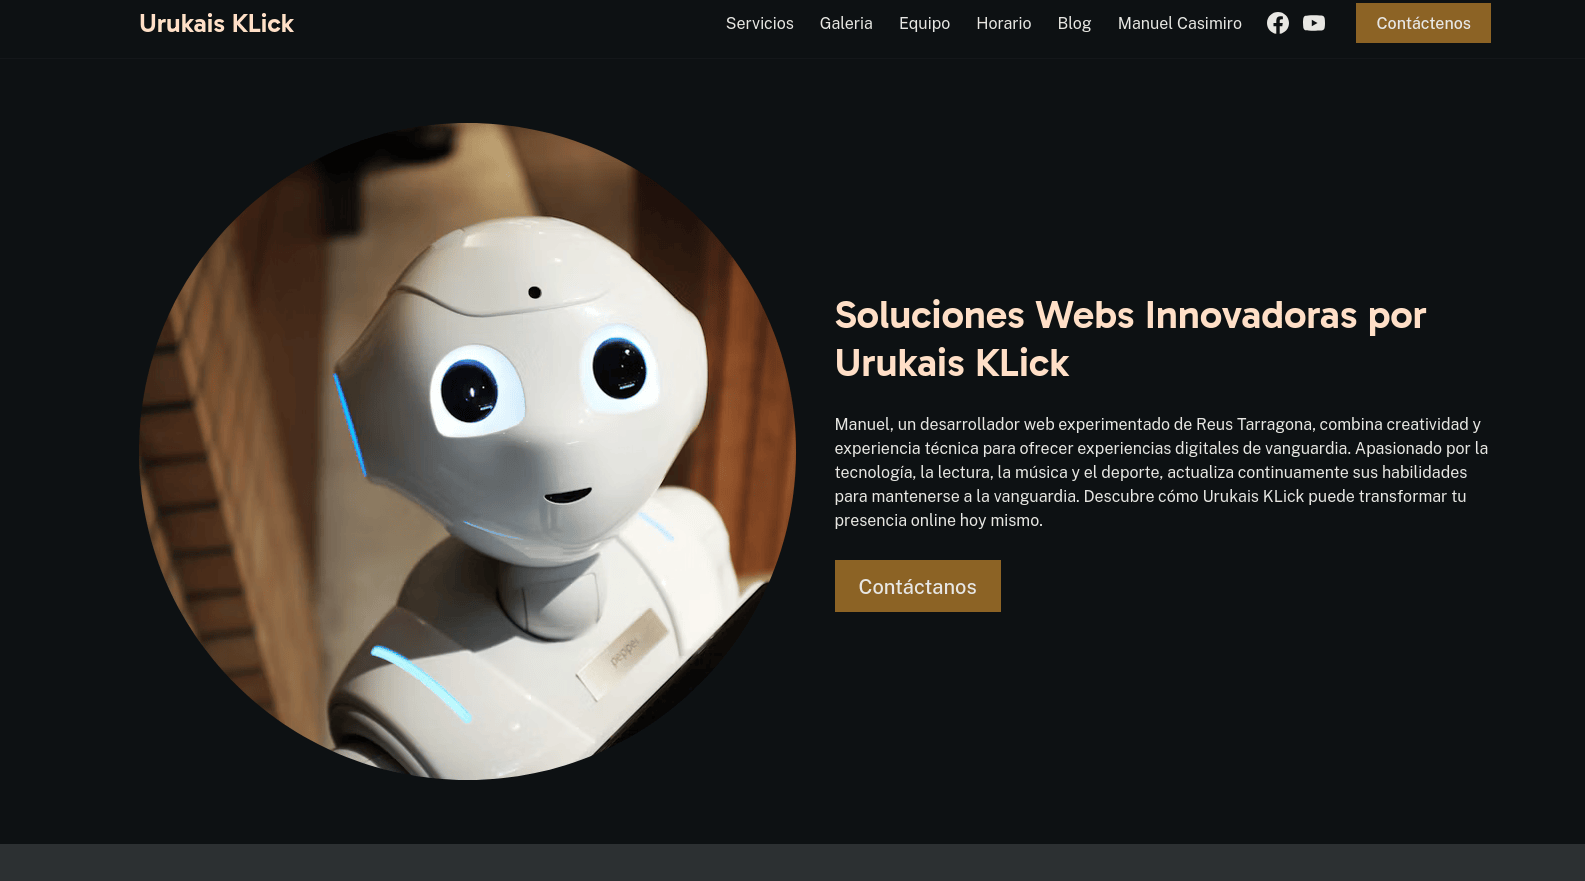 Urukais KLick
Servicios Galeria Equipo Horario Blog Manuel Casimiro Contáctenos
Soluciones Webs Innovadoras por
Urukais KLick
Manuel, un desarrollador web experimentado de Reus Tarragona, combina creatividad y
experiencia técnica para ofrecer experiencias digitales de vanguardia. Apasionado por la
tecnología, la lectura, la música y el deporte, actualiza continuamente sus habilidades
para mantenerse a la vanguardia. Descubre cómo Urukais KLick puede transformar tu
presencia online hoy mismo.
Contáctanos
pepper